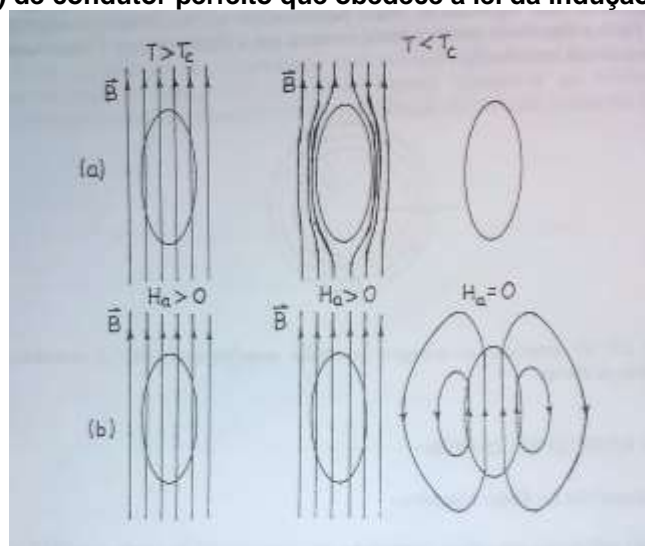 ) do condutor perfeito que obedece a lei da indução
T > Tc
T < Tc
B
B
(a)
Ha > 0
Ha > 0
Ha = 0
B
B
(b)